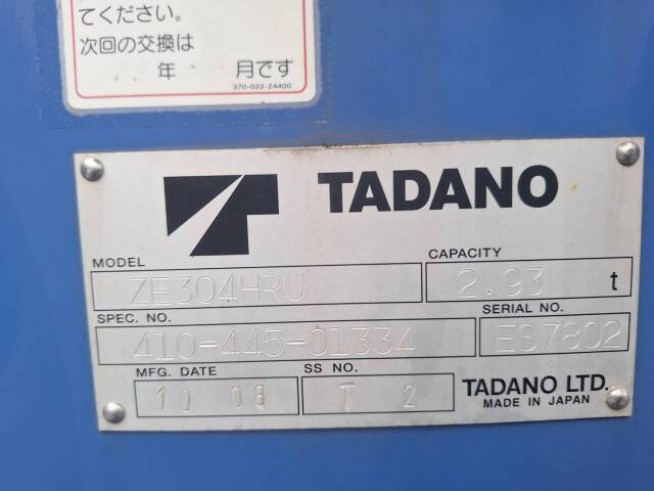 てください。
次回の交換は
年 月です
370-022-24400
TADANO
MODEL
ZE304HRU
CAPACITY
2.93 t
SPEC. NO.
410-445-01334
SERIAL NO.
ES7802
MFG. DATE
10 08
SS NO.
T 2
TADANO LTD.
MADE IN JAPAN